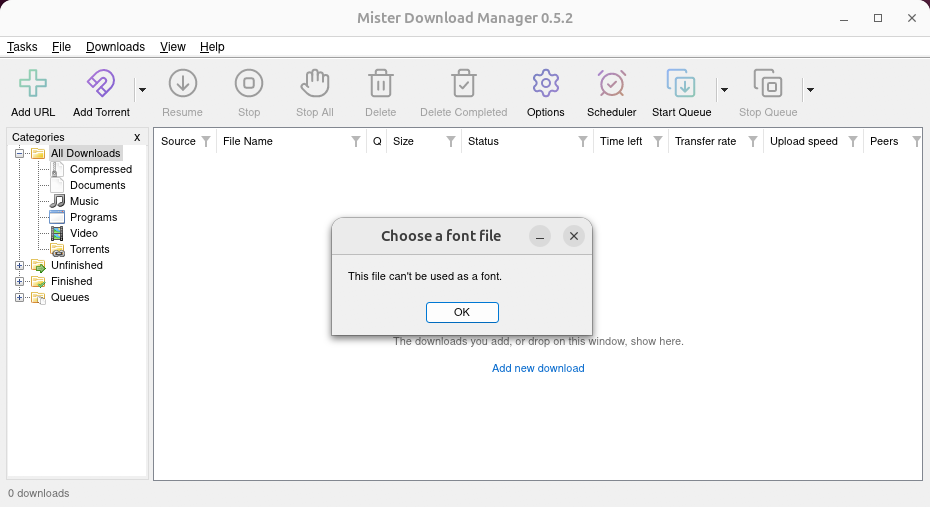 Mister Download Manager 0.5.2
Tasks File Downloads View Help
Add URL Add Torrent Resume Stop Stop All Delete Delete Completed Options Scheduler Start Queue Stop Queue
Categories X
Source File Name Q Size Status Time left Transfer rate Upload speed Peers
All Downloads
Compressed
Documents
Music
Programs
Video
Torrents
Unfinished
Finished
Queues
Choose a font file
This file can't be used as a font.
OK
The downloads you add, or drop on this window, show here.
Add new download
0 downloads